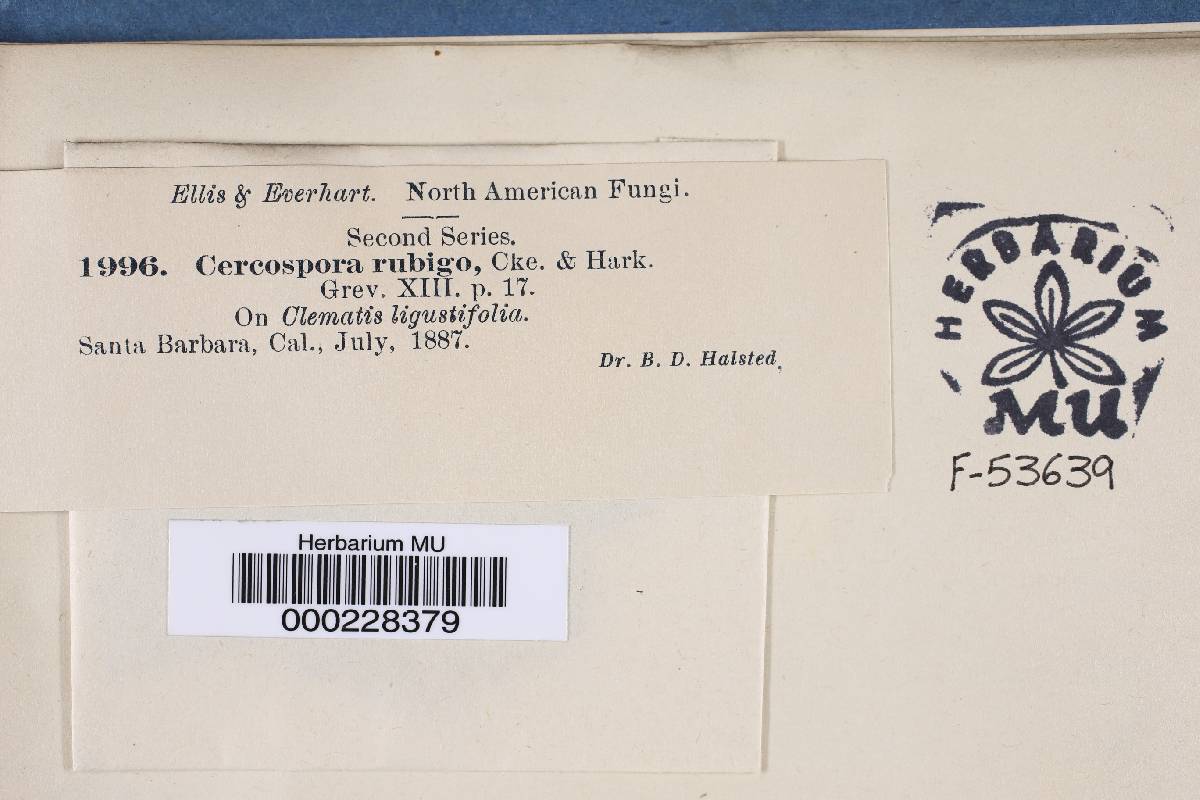 Ellis & Everhart. North American Fungi.
Second Series.
1996. Cercospora rubigo, Cke. & Hark.
Grev. XIII. p. 17.
On Clematis ligustifolia.
Santa Barbara, Cal., July, 1887.
Dr. B. D. Halsted.
HERBARIUM
MU
F-53639
Herbarium MU
000228379